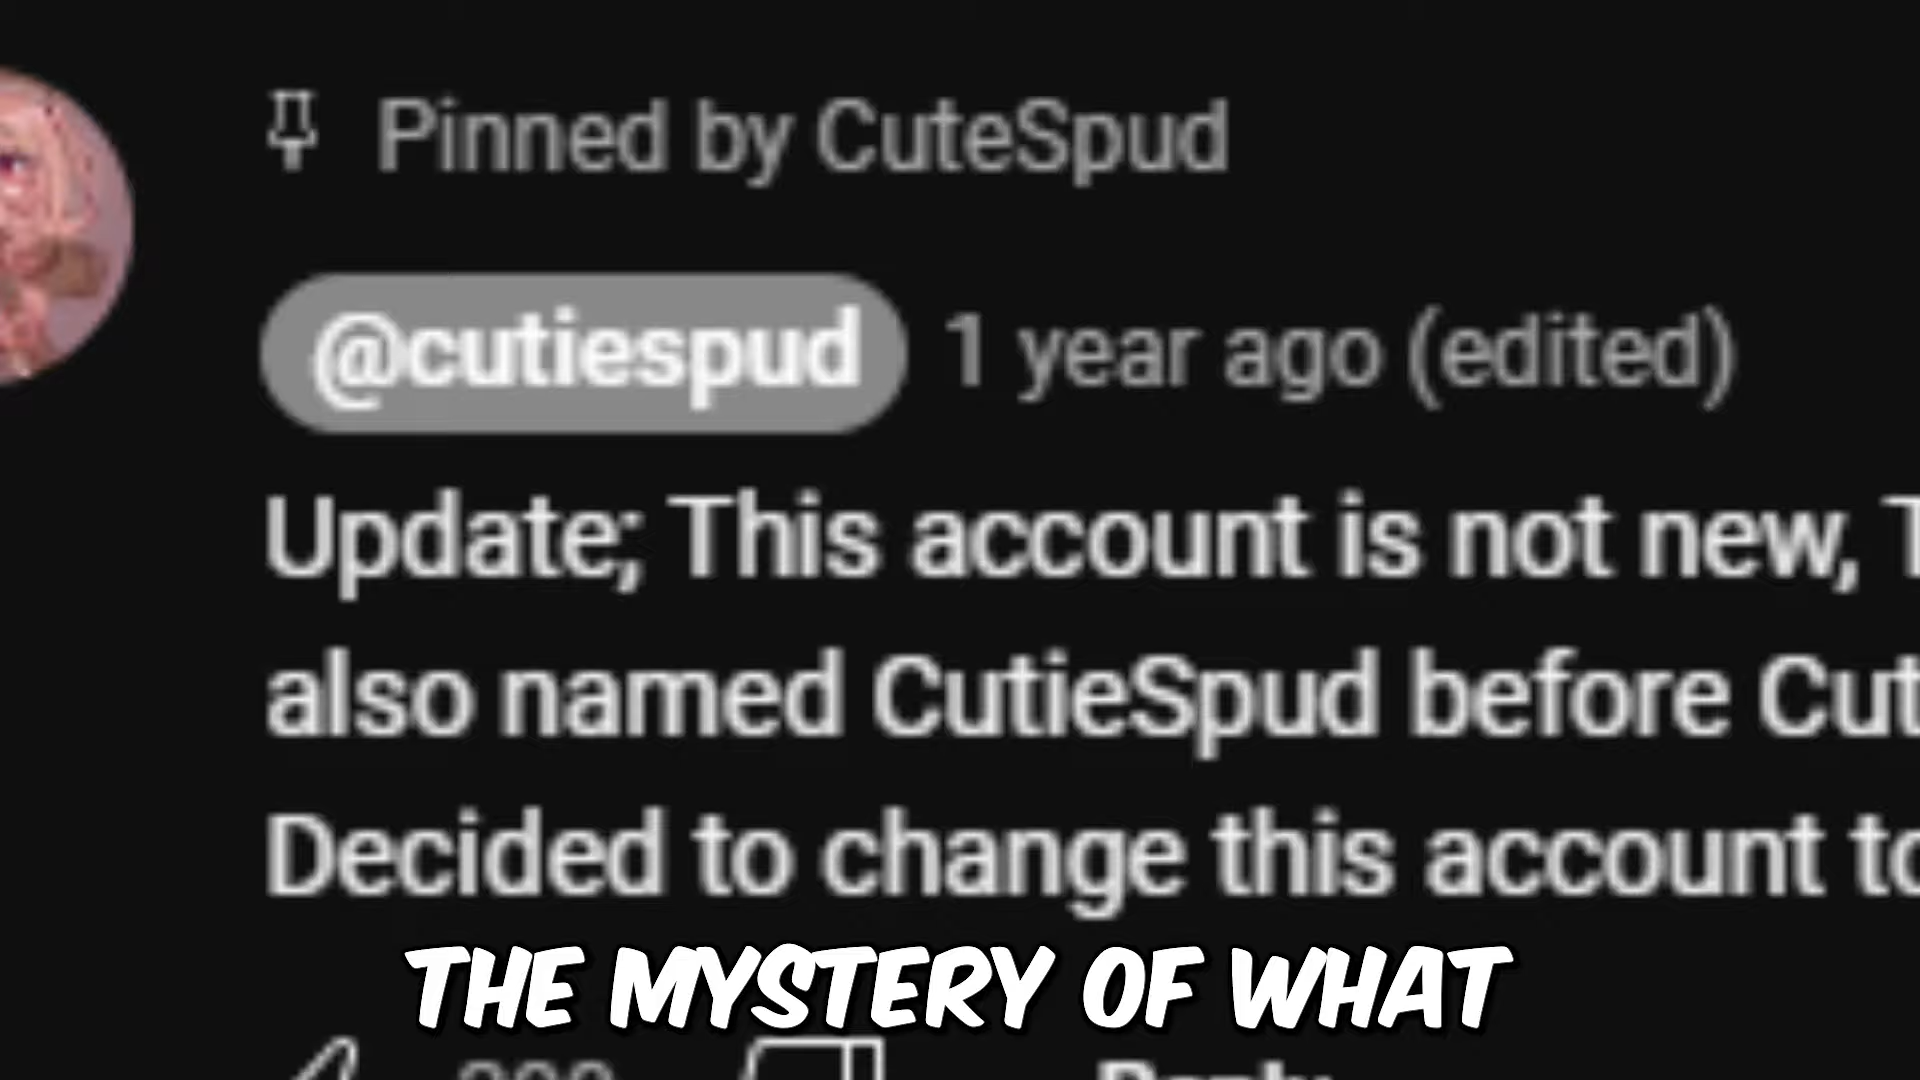 Pinned by CuteSpud
@cutiespud 1 year ago (edited)
Update; This account is not new,
also named CutieSpud before
Decided to change this account
THE MYSTERY OF WHAT
Reply